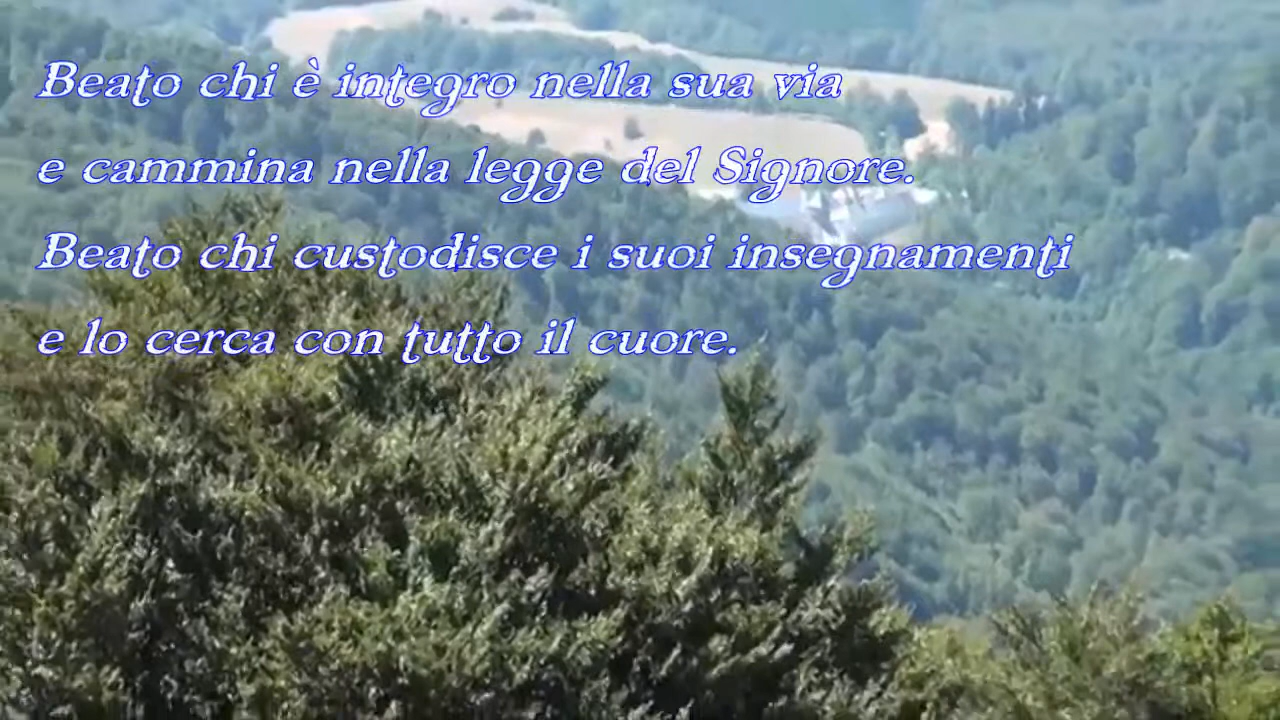 Beato chi è integro nella sua via
e cammina nella legge del Signore.
Beato chi custodisce i suoi insegnamenti
e lo cerca con tutto il cuore.